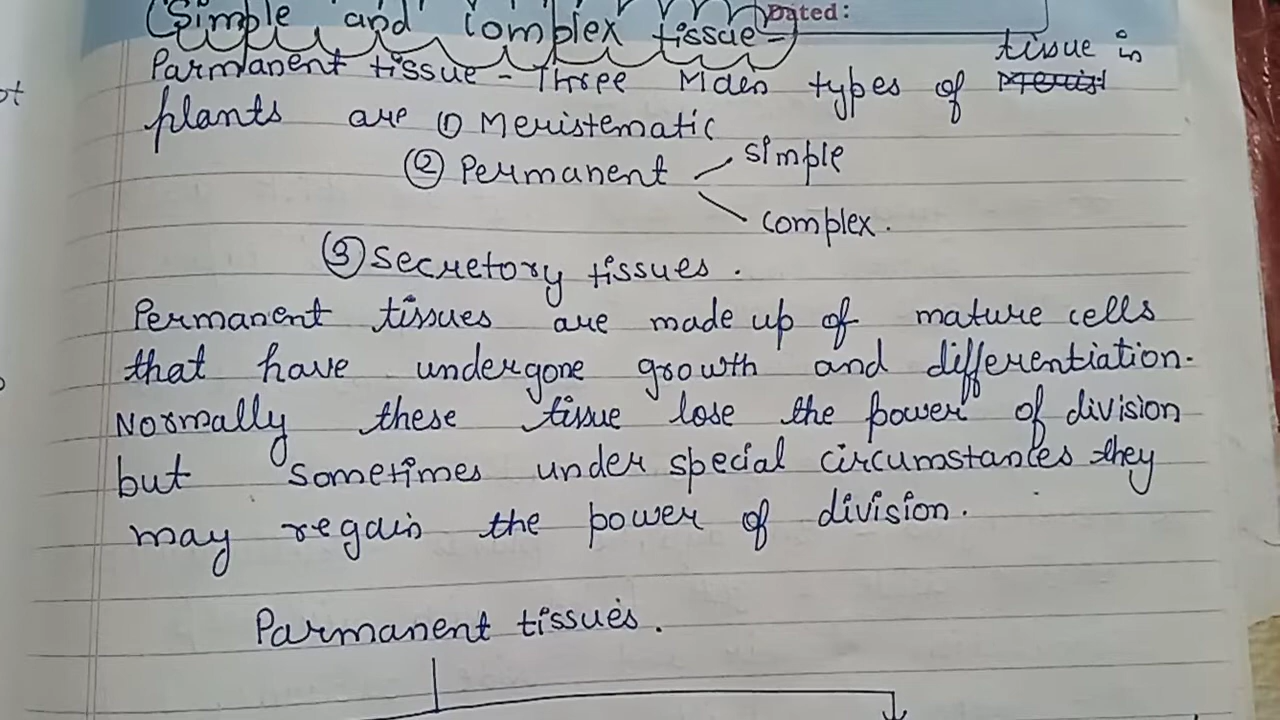 Dated:
(Simple and complex tissue-)
Parmanent tissue - Three Main types of tissue in
plants are (1) Meristematic
(2) Permanent simple
complex.
(3) Secretory tissues.
Permanent tissues are made up of mature cells
that have undergone growth and differentiation.
Normally these tissue lose the power of division
but sometimes under special circumstances they
may regain the power of division.
Parmanent tissues.